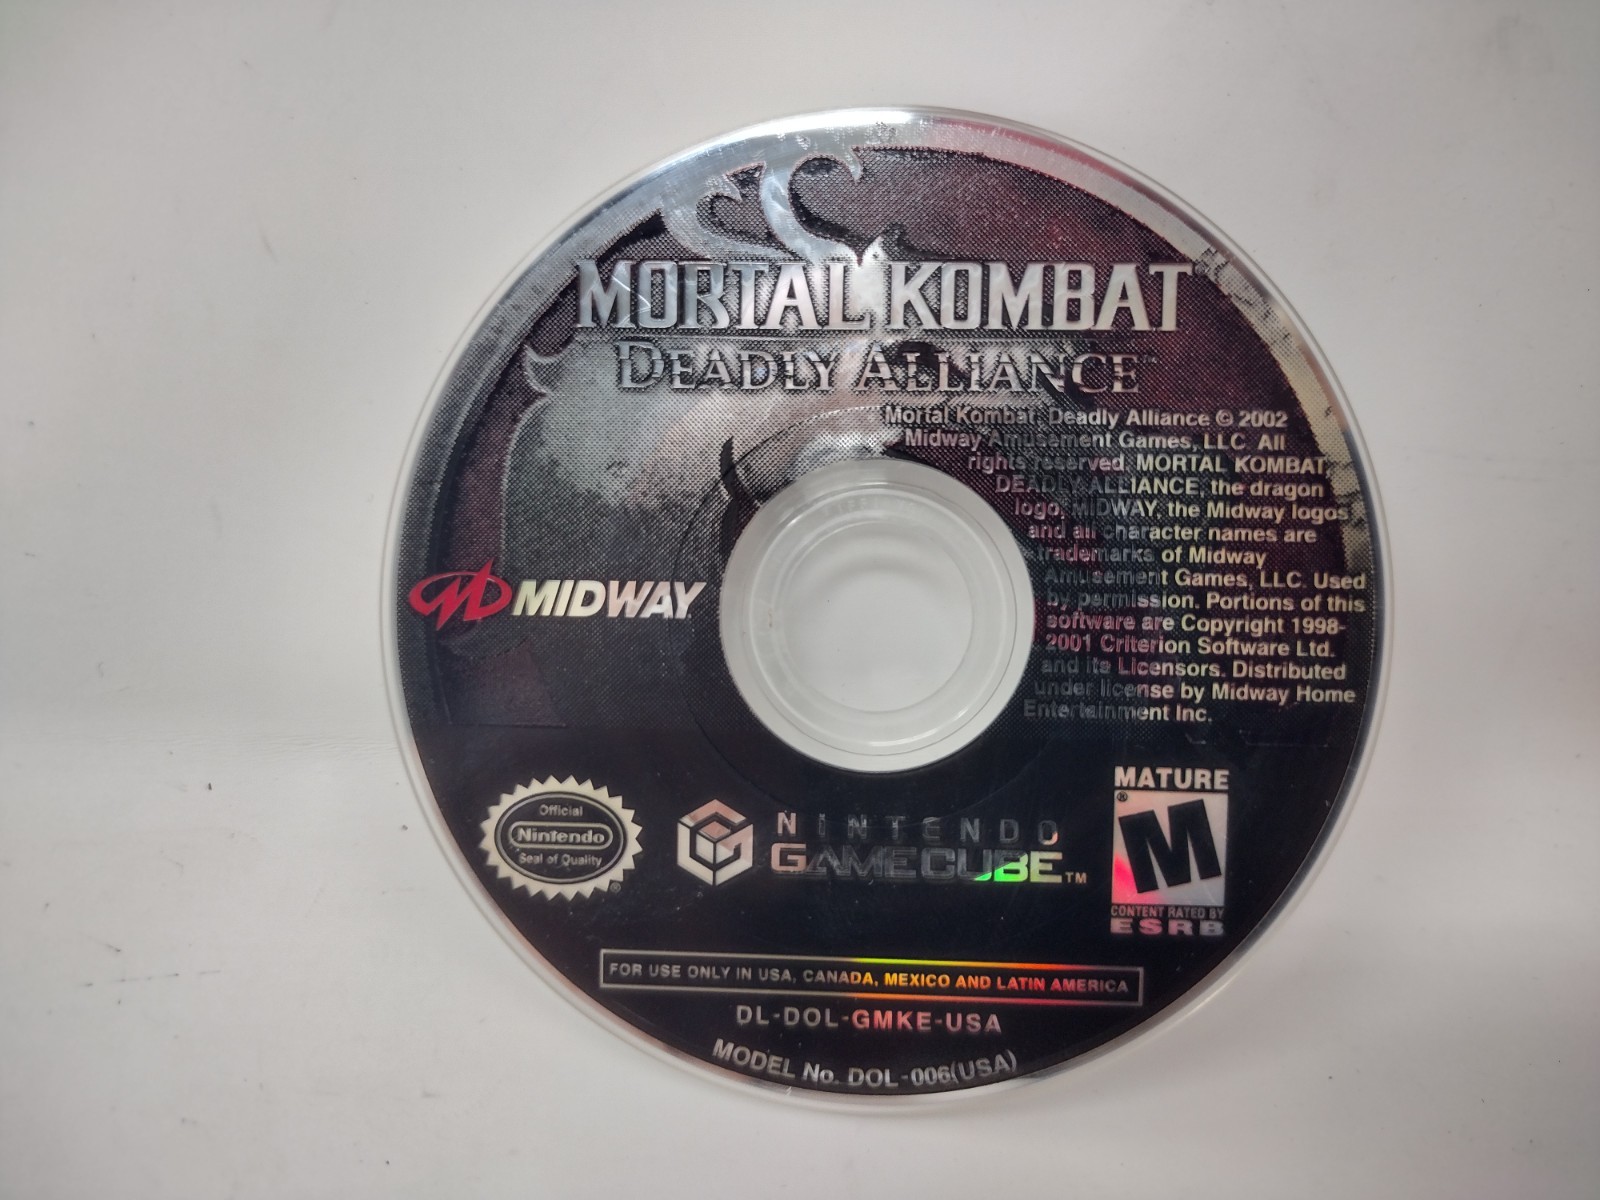 MORTAL KOMBAT®
DEADLY ALLIANCE™
Mortal Kombat, Deadly Alliance © 2002
Midway Amusement Games, LLC. All
rights reserved. MORTAL KOMBAT,
DEADLY ALLIANCE, the dragon
logo, MIDWAY, the Midway logos
and all character names are
trademarks of Midway
Amusement Games, LLC. Used
by permission. Portions of this
software are Copyright 1998-
2001 Criterion Software Ltd.
and its Licensors. Distributed
under license by Midway Home
Entertainment Inc.
MIDWAY
Official
Nintendo
Seal of Quality
®
NINTENDO
GAMECUBE™
MATURE
M
®
CONTENT RATED BY
ESRB
FOR USE ONLY IN USA, CANADA, MEXICO AND LATIN AMERICA
DL-DOL-GMKE-USA
MODEL No. DOL-006(USA)